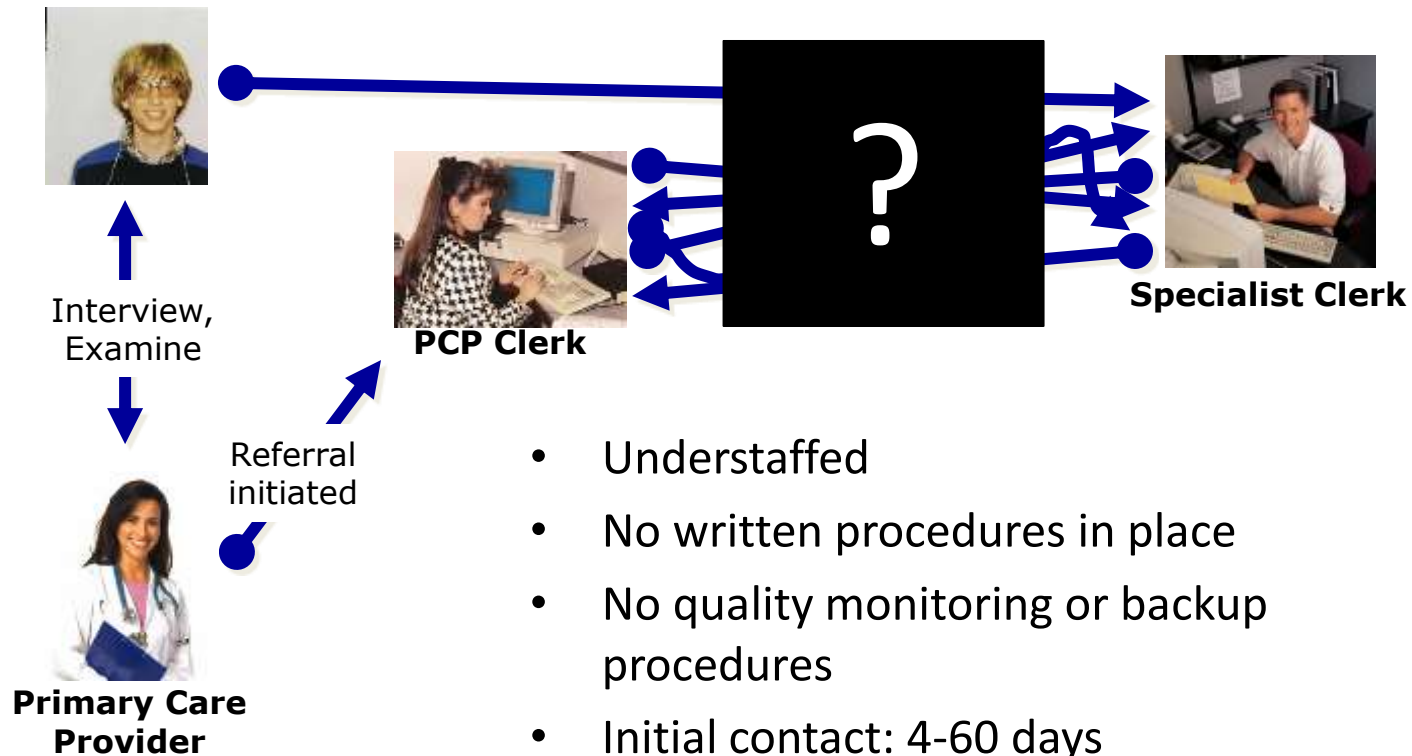 ?
Interview,
Examine
PCP Clerk
Specialist Clerk
Referral
initiated
Primary Care
Provider
• Understaffed
• No written procedures in place
• No quality monitoring or backup
procedures
• Initial contact: 4-60 days